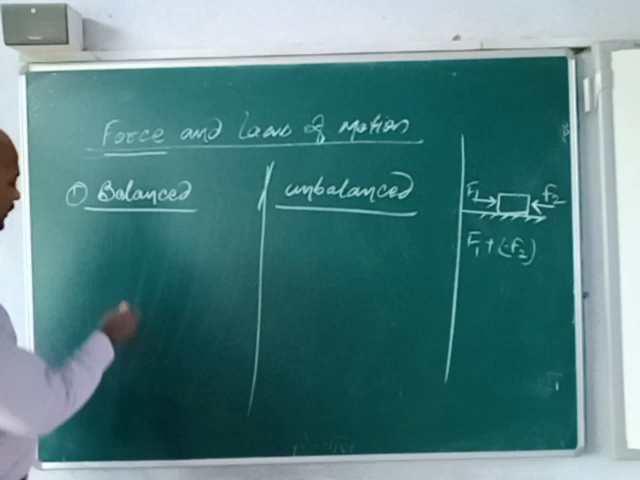 Force and laws of motion
① Balanced
unbalanced
F₁ F₂
F₁ + (-F₂)